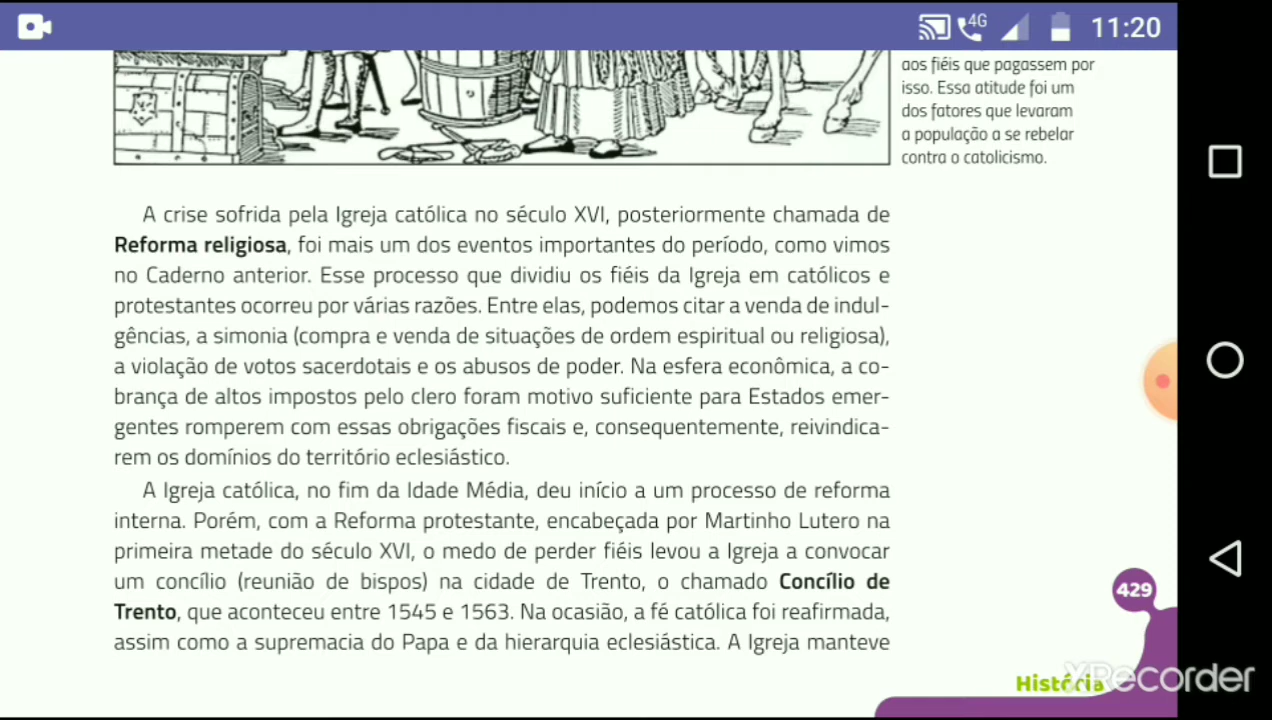 4G
11:20
aos fiéis que pagassem por
isso. Essa atitude foi um
dos fatores que levaram
a população a se rebelar
contra o catolicismo.
A crise sofrida pela Igreja católica no século XVI, posteriormente chamada de
Reforma religiosa, foi mais um dos eventos importantes do período, como vimos
no Caderno anterior. Esse processo que dividiu os fiéis da Igreja em católicos e
protestantes ocorreu por várias razões. Entre elas, podemos citar a venda de indul-
gências, a simonia (compra e venda de situações de ordem espiritual ou religiosa),
a violação de votos sacerdotais e os abusos de poder. Na esfera econômica, a co-
brança de altos impostos pelo clero foram motivo suficiente para Estados emer-
gentes romperem com essas obrigações fiscais e, consequentemente, reivindica-
rem os domínios do território eclesiástico.
A Igreja católica, no fim da Idade Média, deu início a um processo de reforma
interna. Porém, com a Reforma protestante, encabeçada por Martinho Lutero na
primeira metade do século XVI, o medo de perder fiéis levou a Igreja a convocar
um concílio (reunião de bispos) na cidade de Trento, o chamado Concílio de
Trento, que aconteceu entre 1545 e 1563. Na ocasião, a fé católica foi reafirmada,
assim como a supremacia do Papa e da hierarquia eclesiástica. A Igreja manteve
429
História
XRecorder